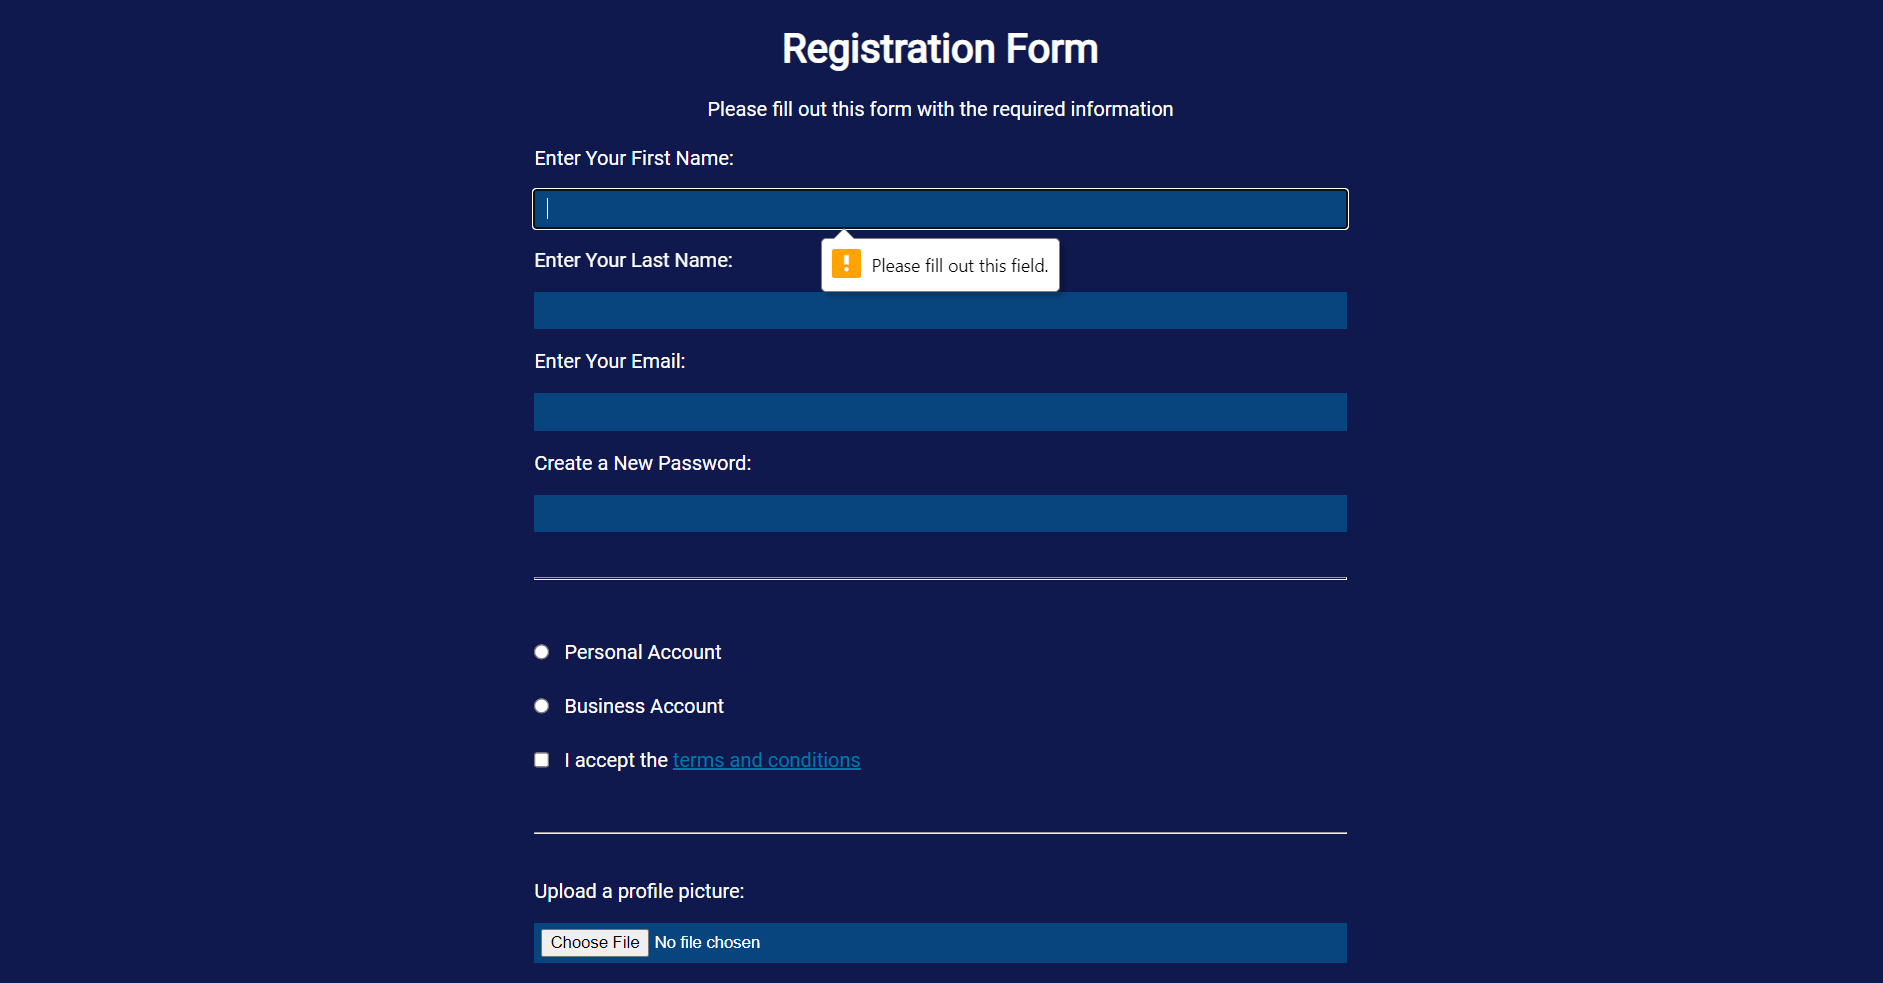 Registration Form
Please fill out this form with the required information
Enter Your First Name:
Please fill out this field.
Enter Your Last Name:
Enter Your Email:
Create a New Password:
Personal Account
Business Account
I accept the terms and conditions
Upload a profile picture:
Choose File No file chosen